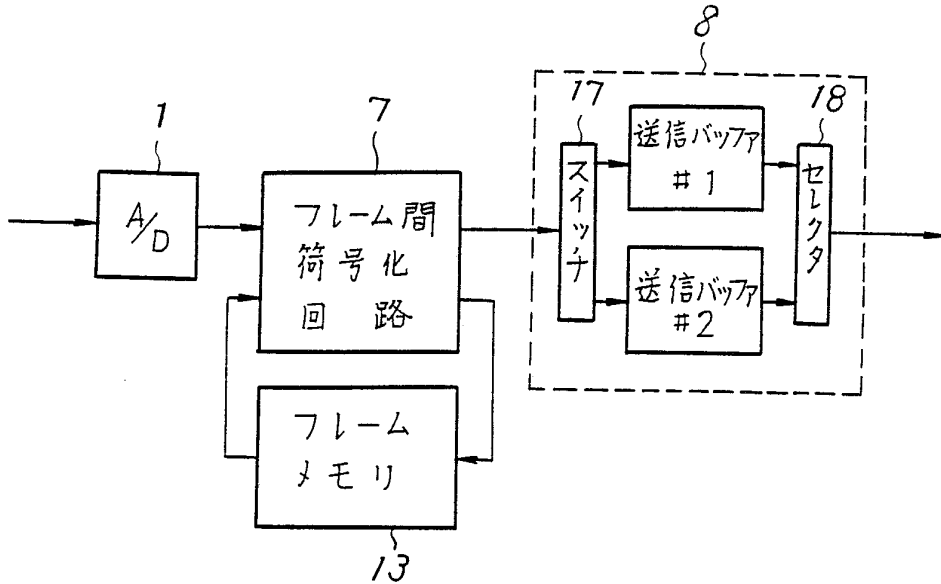 8
1
7
17
18
A/D
フレーム間
符号化
回路
スイッチ
送信バッファ
#1
送信バッファ
#2
セレクタ
フレーム
メモリ
13